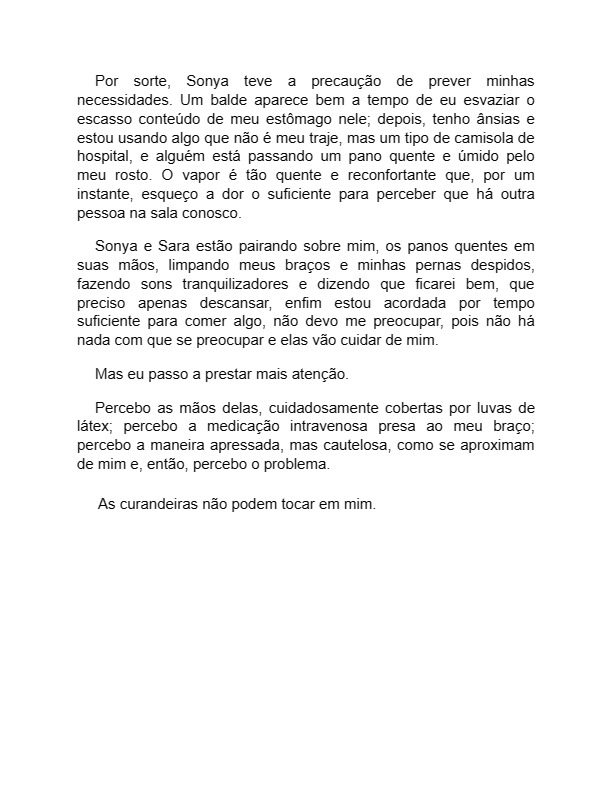 Por sorte, Sonya teve a precaução de prever minhas
necessidades. Um balde aparece bem a tempo de eu esvaziar o
escasso conteúdo de meu estômago nele; depois, tenho ânsias e
estou usando algo que não é meu traje, mas um tipo de camisola de
hospital, e alguém está passando um pano quente e úmido pelo
meu rosto. O vapor é tão quente e reconfortante que, por um
instante, esqueço a dor o suficiente para perceber que há outra
pessoa na sala conosco.
Sonya e Sara estão pairando sobre mim, os panos quentes em
suas mãos, limpando meus braços e minhas pernas despidos,
fazendo sons tranquilizadores e dizendo que ficarei bem, que
preciso apenas descansar, enfim estou acordada por tempo
suficiente para comer algo, não devo me preocupar, pois não há
nada com que se preocupar e elas vão cuidar de mim.
Mas eu passo a prestar mais atenção.
Percebo as mãos delas, cuidadosamente cobertas por luvas de
látex; percebo a medicação intravenosa presa ao meu braço;
percebo a maneira apressada, mas cautelosa, como se aproximam
de mim e, então, percebo o problema.
As curandeiras não podem tocar em mim.